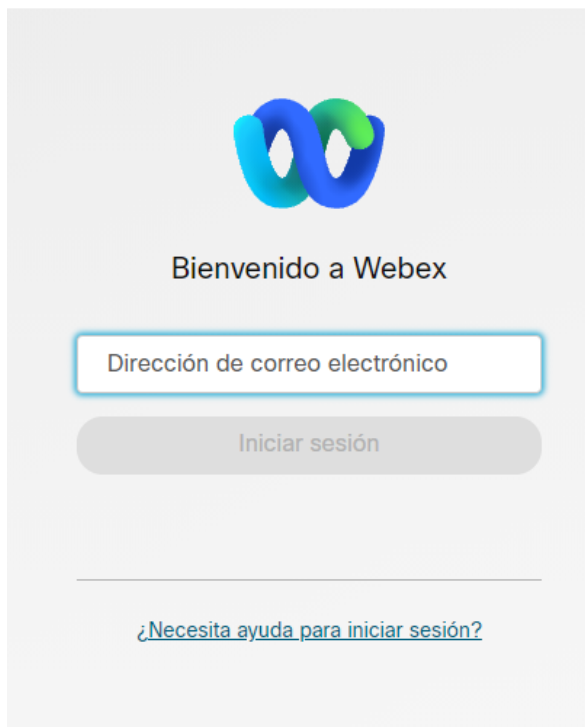 Bienvenido a Webex
Dirección de correo electrónico
Iniciar sesión
¿Necesita ayuda para iniciar sesión?